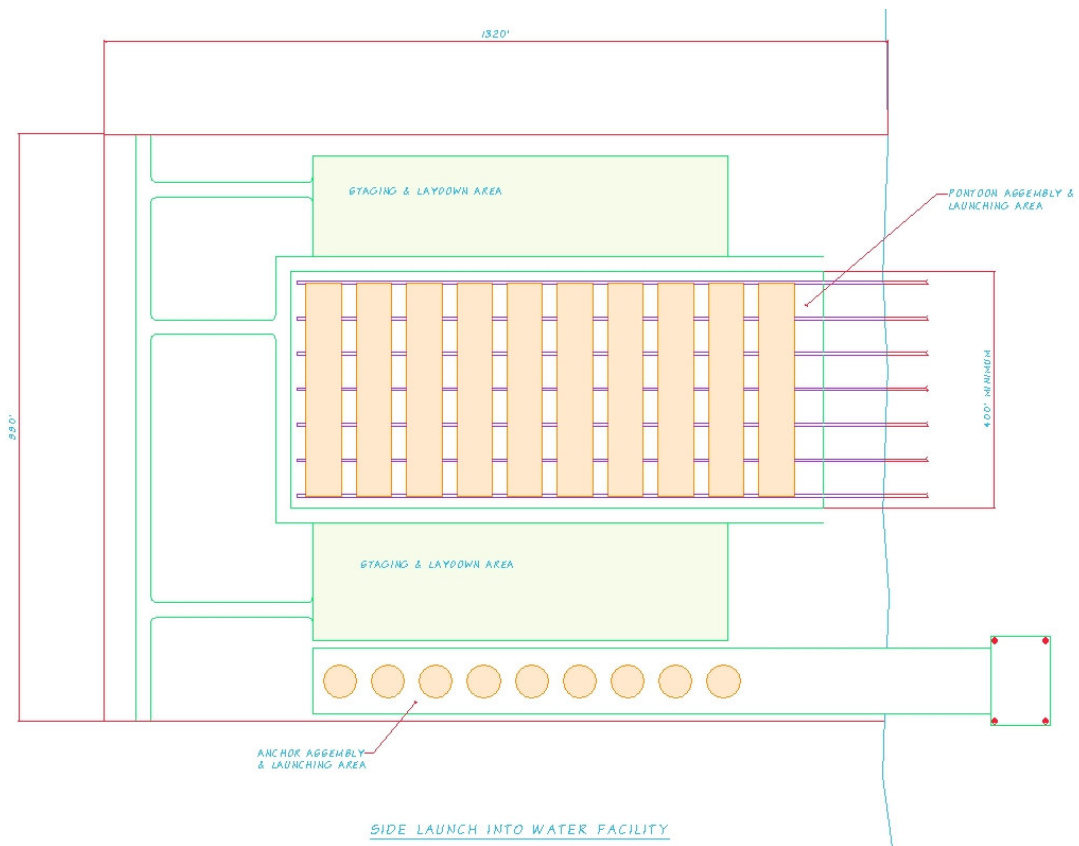 1320'
STAGING & LAYDOWN AREA
PONTOON ASSEMBLY &
LAUNCHING AREA
400' MINIMUM
990'
STAGING & LAYDOWN AREA
ANCHOR ASSEMBLY
& LAUNCHING AREA
SIDE LAUNCH INTO WATER FACILITY